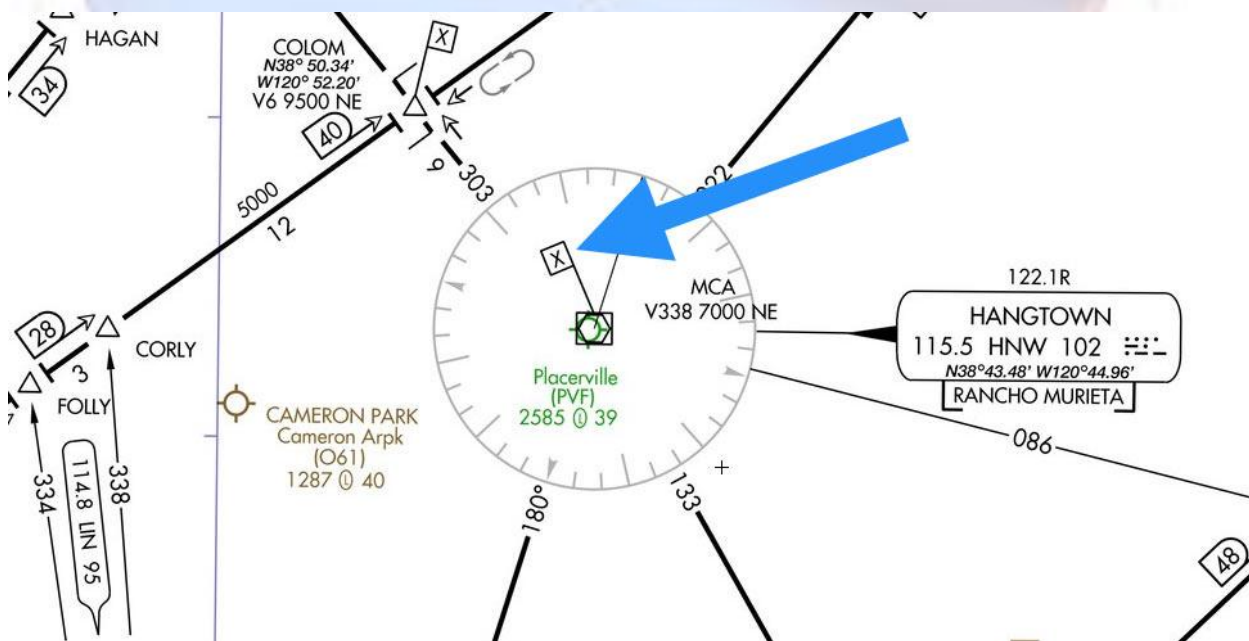 HAGAN
34
COLOM
N38° 50.34'
W120° 52.20'
V6 9500 NE
X
40
9
303
5000
12
X
MCA
V338 7000 NE
122.1R
HANGTOWN
115.5 HNW 102
N38°43.48' W120°44.96'
RANCHO MURIETA
28
CORLY
3
FOLLY
Placerville
(PVF)
2585 Ⓛ 39
CAMERON PARK
Cameron Arpk
(O61)
1287 Ⓛ 40
086
334
114.8 LIN 95
338
180°
133
48